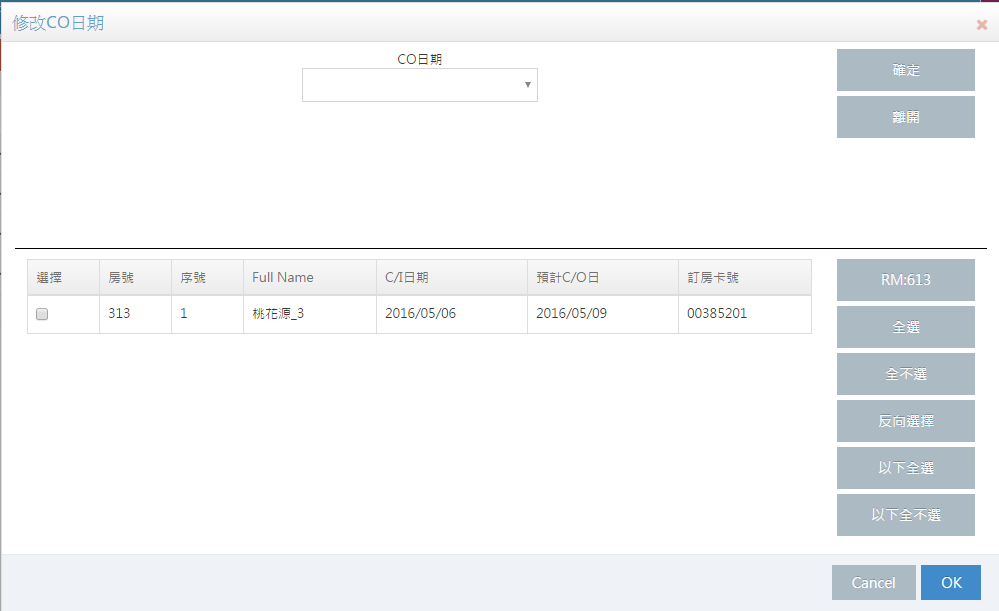 修改CO日期
CO日期
確定
離開
選擇 房號 序號 Full Name C/I日期 預計C/O日 訂房卡號
313 1 桃花源_3 2016/05/06 2016/05/09 00385201
RM:613
全選
全不選
反向選擇
以下全選
以下全不選
Cancel OK